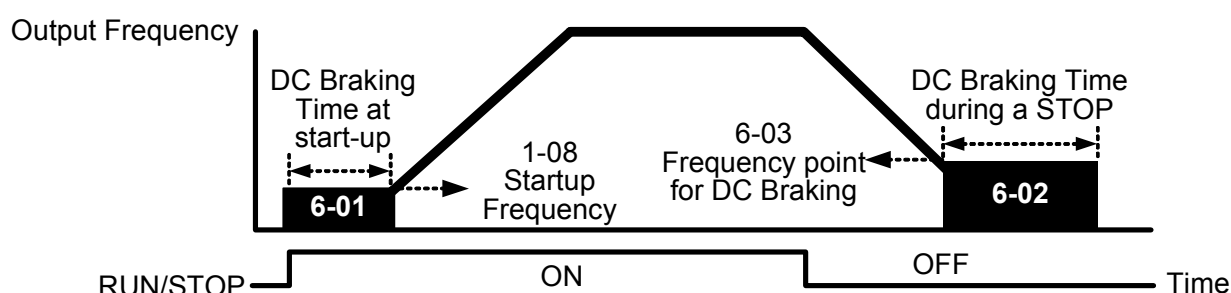 Output Frequency
DC Braking
Time at
start-up
DC Braking Time
during a STOP
1-08
Startup
Frequency
6-03
Frequency point
for DC Braking
6-01
6-02
RUN/STOP
ON
OFF
Time